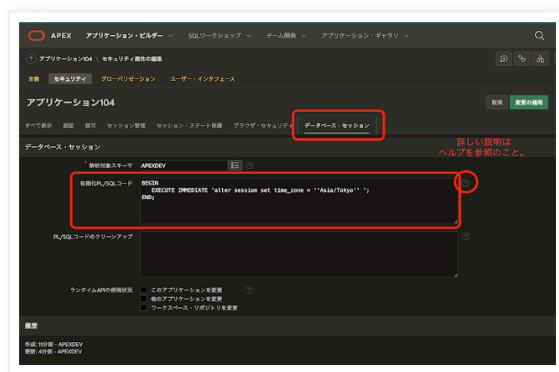 APEX アプリケーション・ビルダー SQLワークショップ チーム開発 アプリケーション・ギャラリ
アプリケーション104 \ セキュリティ属性の編集
定義 セキュリティ グローバリゼーション ユーザー・インタフェース
アプリケーション104 取消 変更の適用
すべて表示 認証 認可 セッション管理 セッション・ステート保護 ブラウザ・セキュリティ データベース・セッション
データベース・セッション
詳しい説明は
ヘルプを参照のこと。
* 解析対象スキーマ APEXDEV
初期化PL/SQLコード BEGIN
EXECUTE IMMEDIATE 'alter session set time_zone = ''Asia/Tokyo'' ';
END;
PL/SQLコードのクリーンアップ
ランタイムAPIの使用状況 このアプリケーションを変更
他のアプリケーションを変更
ワークスペース・リポジトリを変更
履歴
作成: 11分前 - APEXDEV
更新: 4分前 - APEXDEV